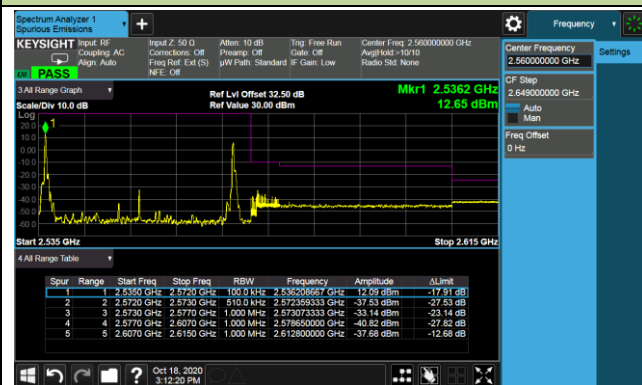 Spectrum Analyzer 1
Spurious Emissions
+
Frequency
KEYSIGHT Input: RF Input Z: 50 Ω Atten: 10 dB Trig: Free Run Center Freq: 2.560000000 GHz
Coupling: AC Corrections: Off Preamp: Off Gate: Off Avg|Hold:>10/10
Align: Auto Freq Ref: Ext (S) µW Path: Standard IF Gain: Low Radio Std: None
NFE: Off
PASS
Center Frequency
2.560000000 GHz
Settings
CF Step
2.649000000 GHz
Auto
Man
Freq Offset
0 Hz
3 All Range Graph
Ref Lvl Offset 32.50 dB Mkr1 2.5362 GHz
Scale/Div 10.0 dB Ref Value 30.00 dBm 12.65 dBm
Log
1
20.0
10.0
0.00
-10.0
-20.0
-30.0
-40.0
-50.0
-60.0
Start 2.535 GHz Stop 2.615 GHz
4 All Range Table
Spur Range Start Freq Stop Freq RBW Frequency Amplitude ΔLimit
1 1 2.5350 GHz 2.5720 GHz 100.0 kHz 2.536208667 GHz 12.09 dBm -17.91 dB
2 2 2.5720 GHz 2.5730 GHz 510.0 kHz 2.572359333 GHz -37.53 dBm -27.53 dB
3 3 2.5730 GHz 2.5770 GHz 1.000 MHz 2.573073333 GHz -33.14 dBm -23.14 dB
4 4 2.5770 GHz 2.6070 GHz 1.000 MHz 2.578650000 GHz -40.82 dBm -27.82 dB
5 5 2.6070 GHz 2.6150 GHz 1.000 MHz 2.612800000 GHz -37.68 dBm -12.68 dB
? Oct 18, 2020
3:12:20 PM